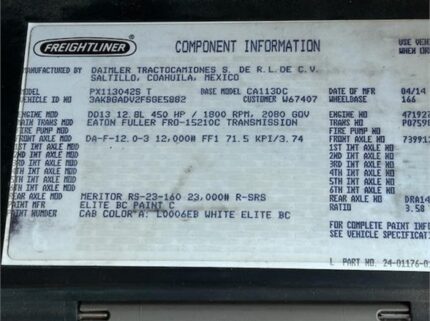 FREIGHTLINER COMPONENT INFORMATION USE VEH
WHEN
MANUFACTURED BY DAIMLER TRACTOCAMIONES S. DE R.L. DE C.V.
SALTILLO, COAHUILA, MEXICO
MODEL PX113042S T BASE MODEL CA113DC DATE OF MFR 04/14
VEHICLE ID 3AKBGADV2FSGE5882 CUSTOMER W67407 WHEELBASE 166
ENGINE MOD DD13 12.8L 450 HP / 1800 RPM, 2080 GOV ENGINE NO 471927
MAIN TRANS MOD EATON FULLER FRO-15210C TRANSMISSION TRANS NO
FIRE PUMP MOD FIRE PUMP NO
FRONT AXLE MOD DA-F-12.0-3 12,000# FF1 71.5 KPI/3.74 FRONT AXLE NO
1ST INT AXLE MOD 1ST INT AXLE NO
2ND INT AXLE MOD 2ND INT AXLE NO
3RD INT AXLE MOD 3RD INT AXLE NO
4TH INT AXLE MOD 4TH INT AXLE NO
5TH INT AXLE MOD 5TH INT AXLE NO
6TH INT AXLE MOD 6TH INT AXLE NO
REAR AXLE MOD MERITOR RS-23-160 23,000# R-SRS REAR AXLE NO DRA14
PAINT MFR ELITE BC PAINT C RATIO 3.58
PAINT NUMBER CAB COLOR A: L0006EB WHITE ELITE BC
FOR COMPLETE PAINT INF
SEE VEHICLE SPECIFICAT
PART NO. 24-01176-0